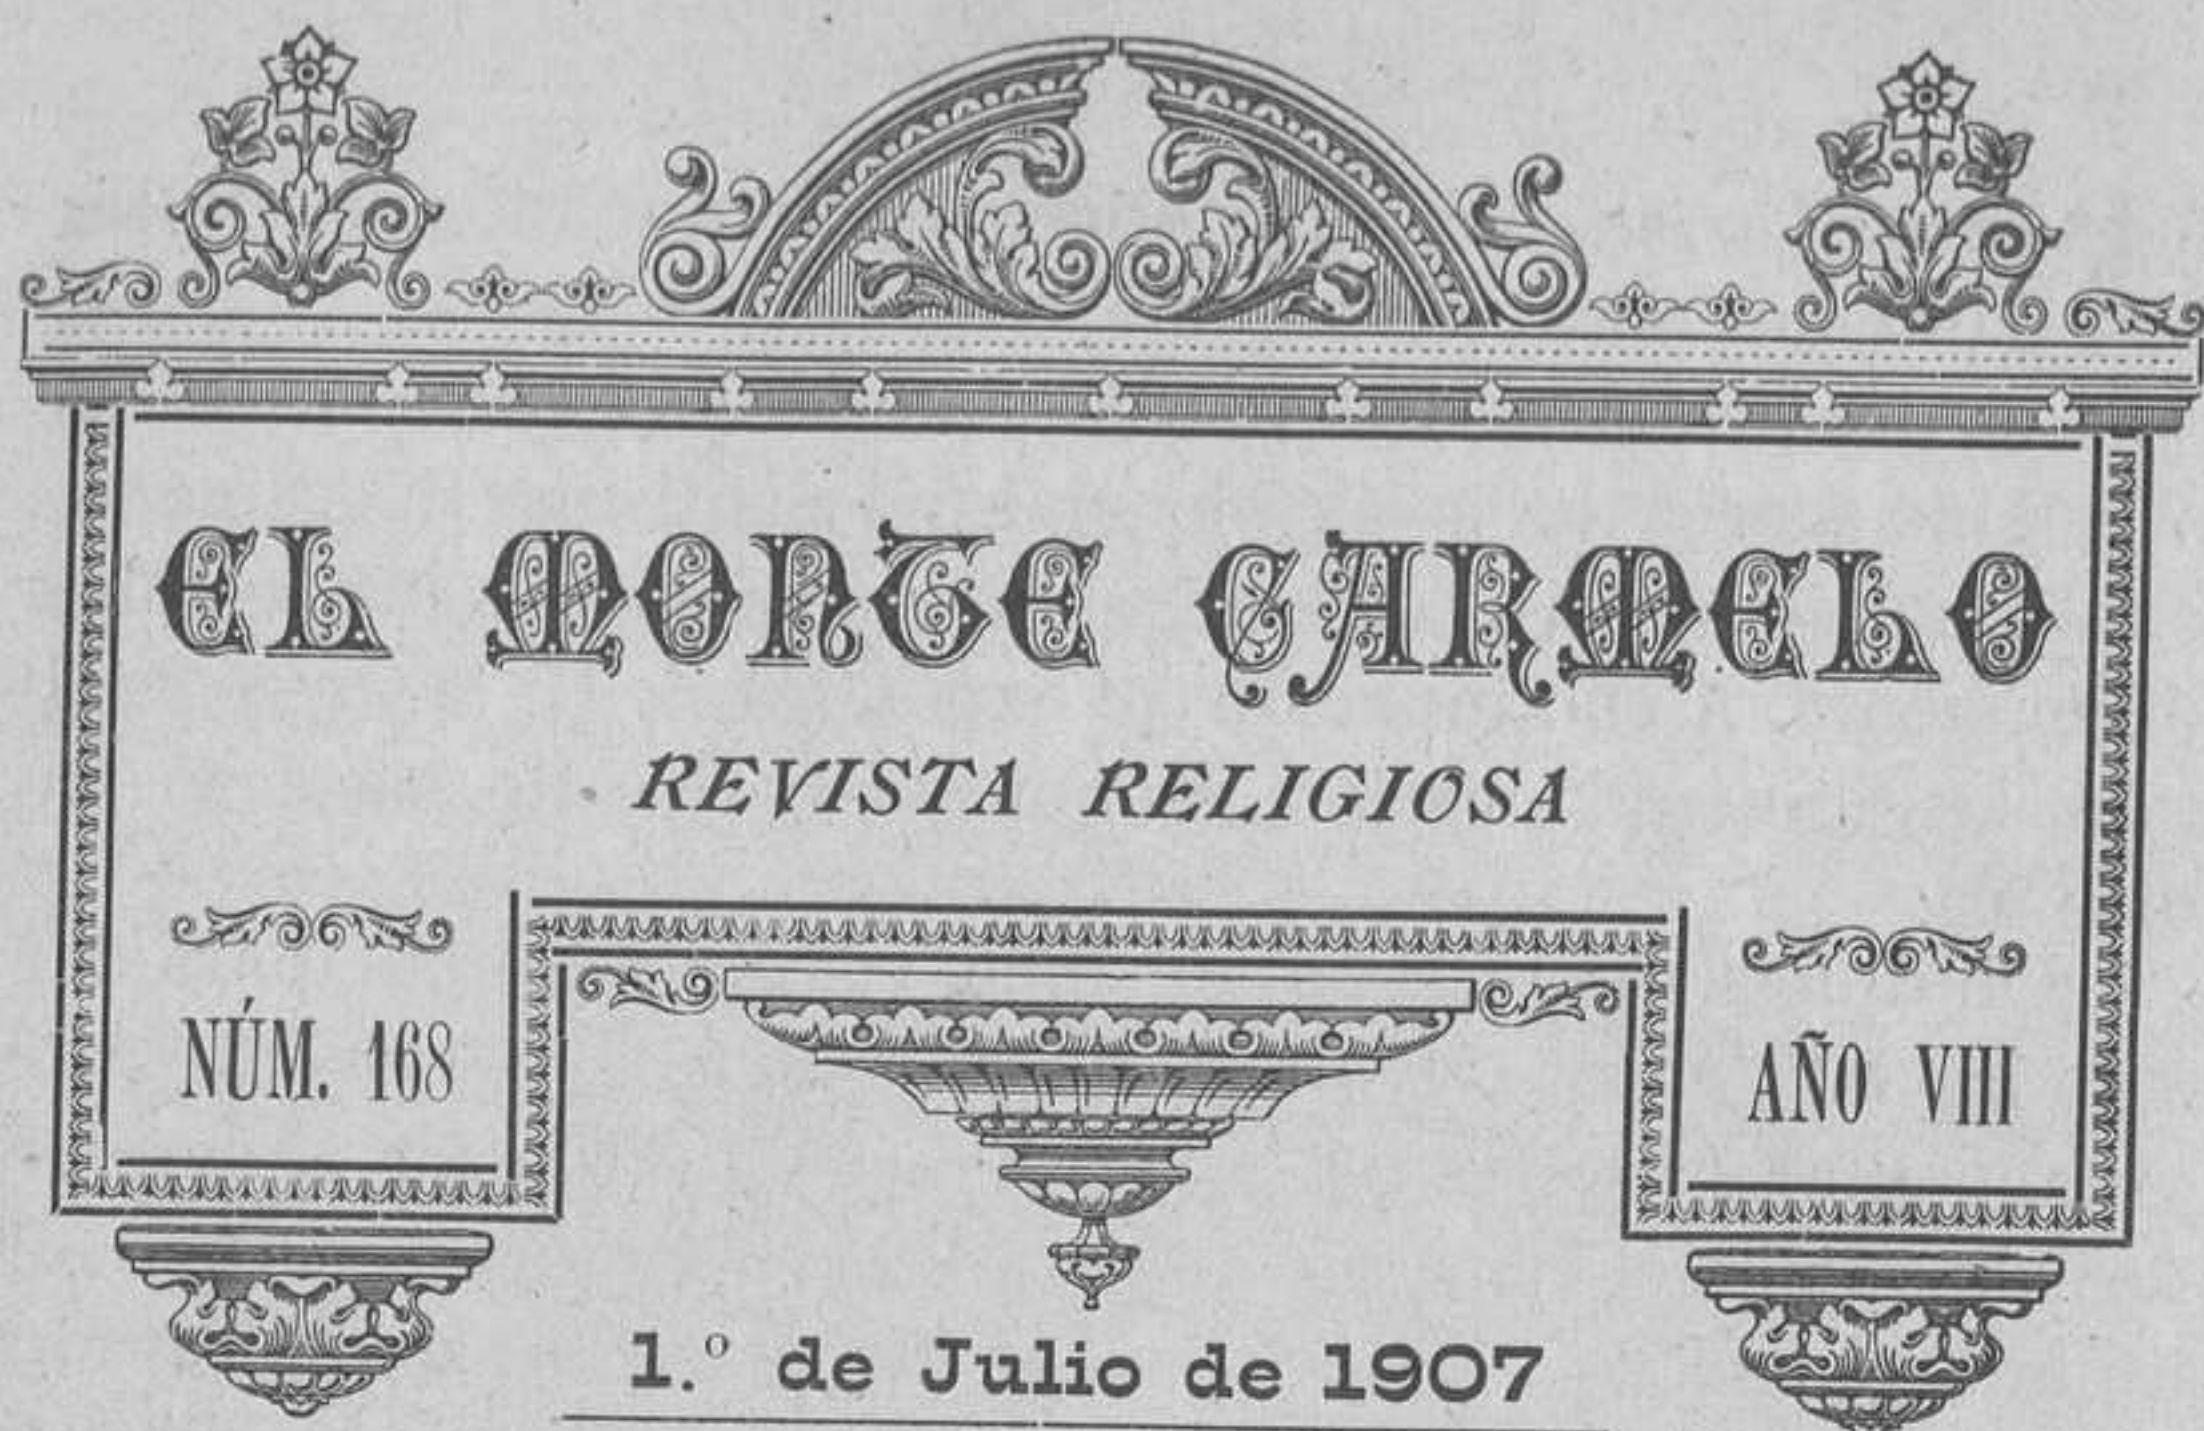 EL MONTE CARMELO
REVISTA RELIGIOSA
NÚM. 168
AÑO VIII
1.º de Julio de 1907